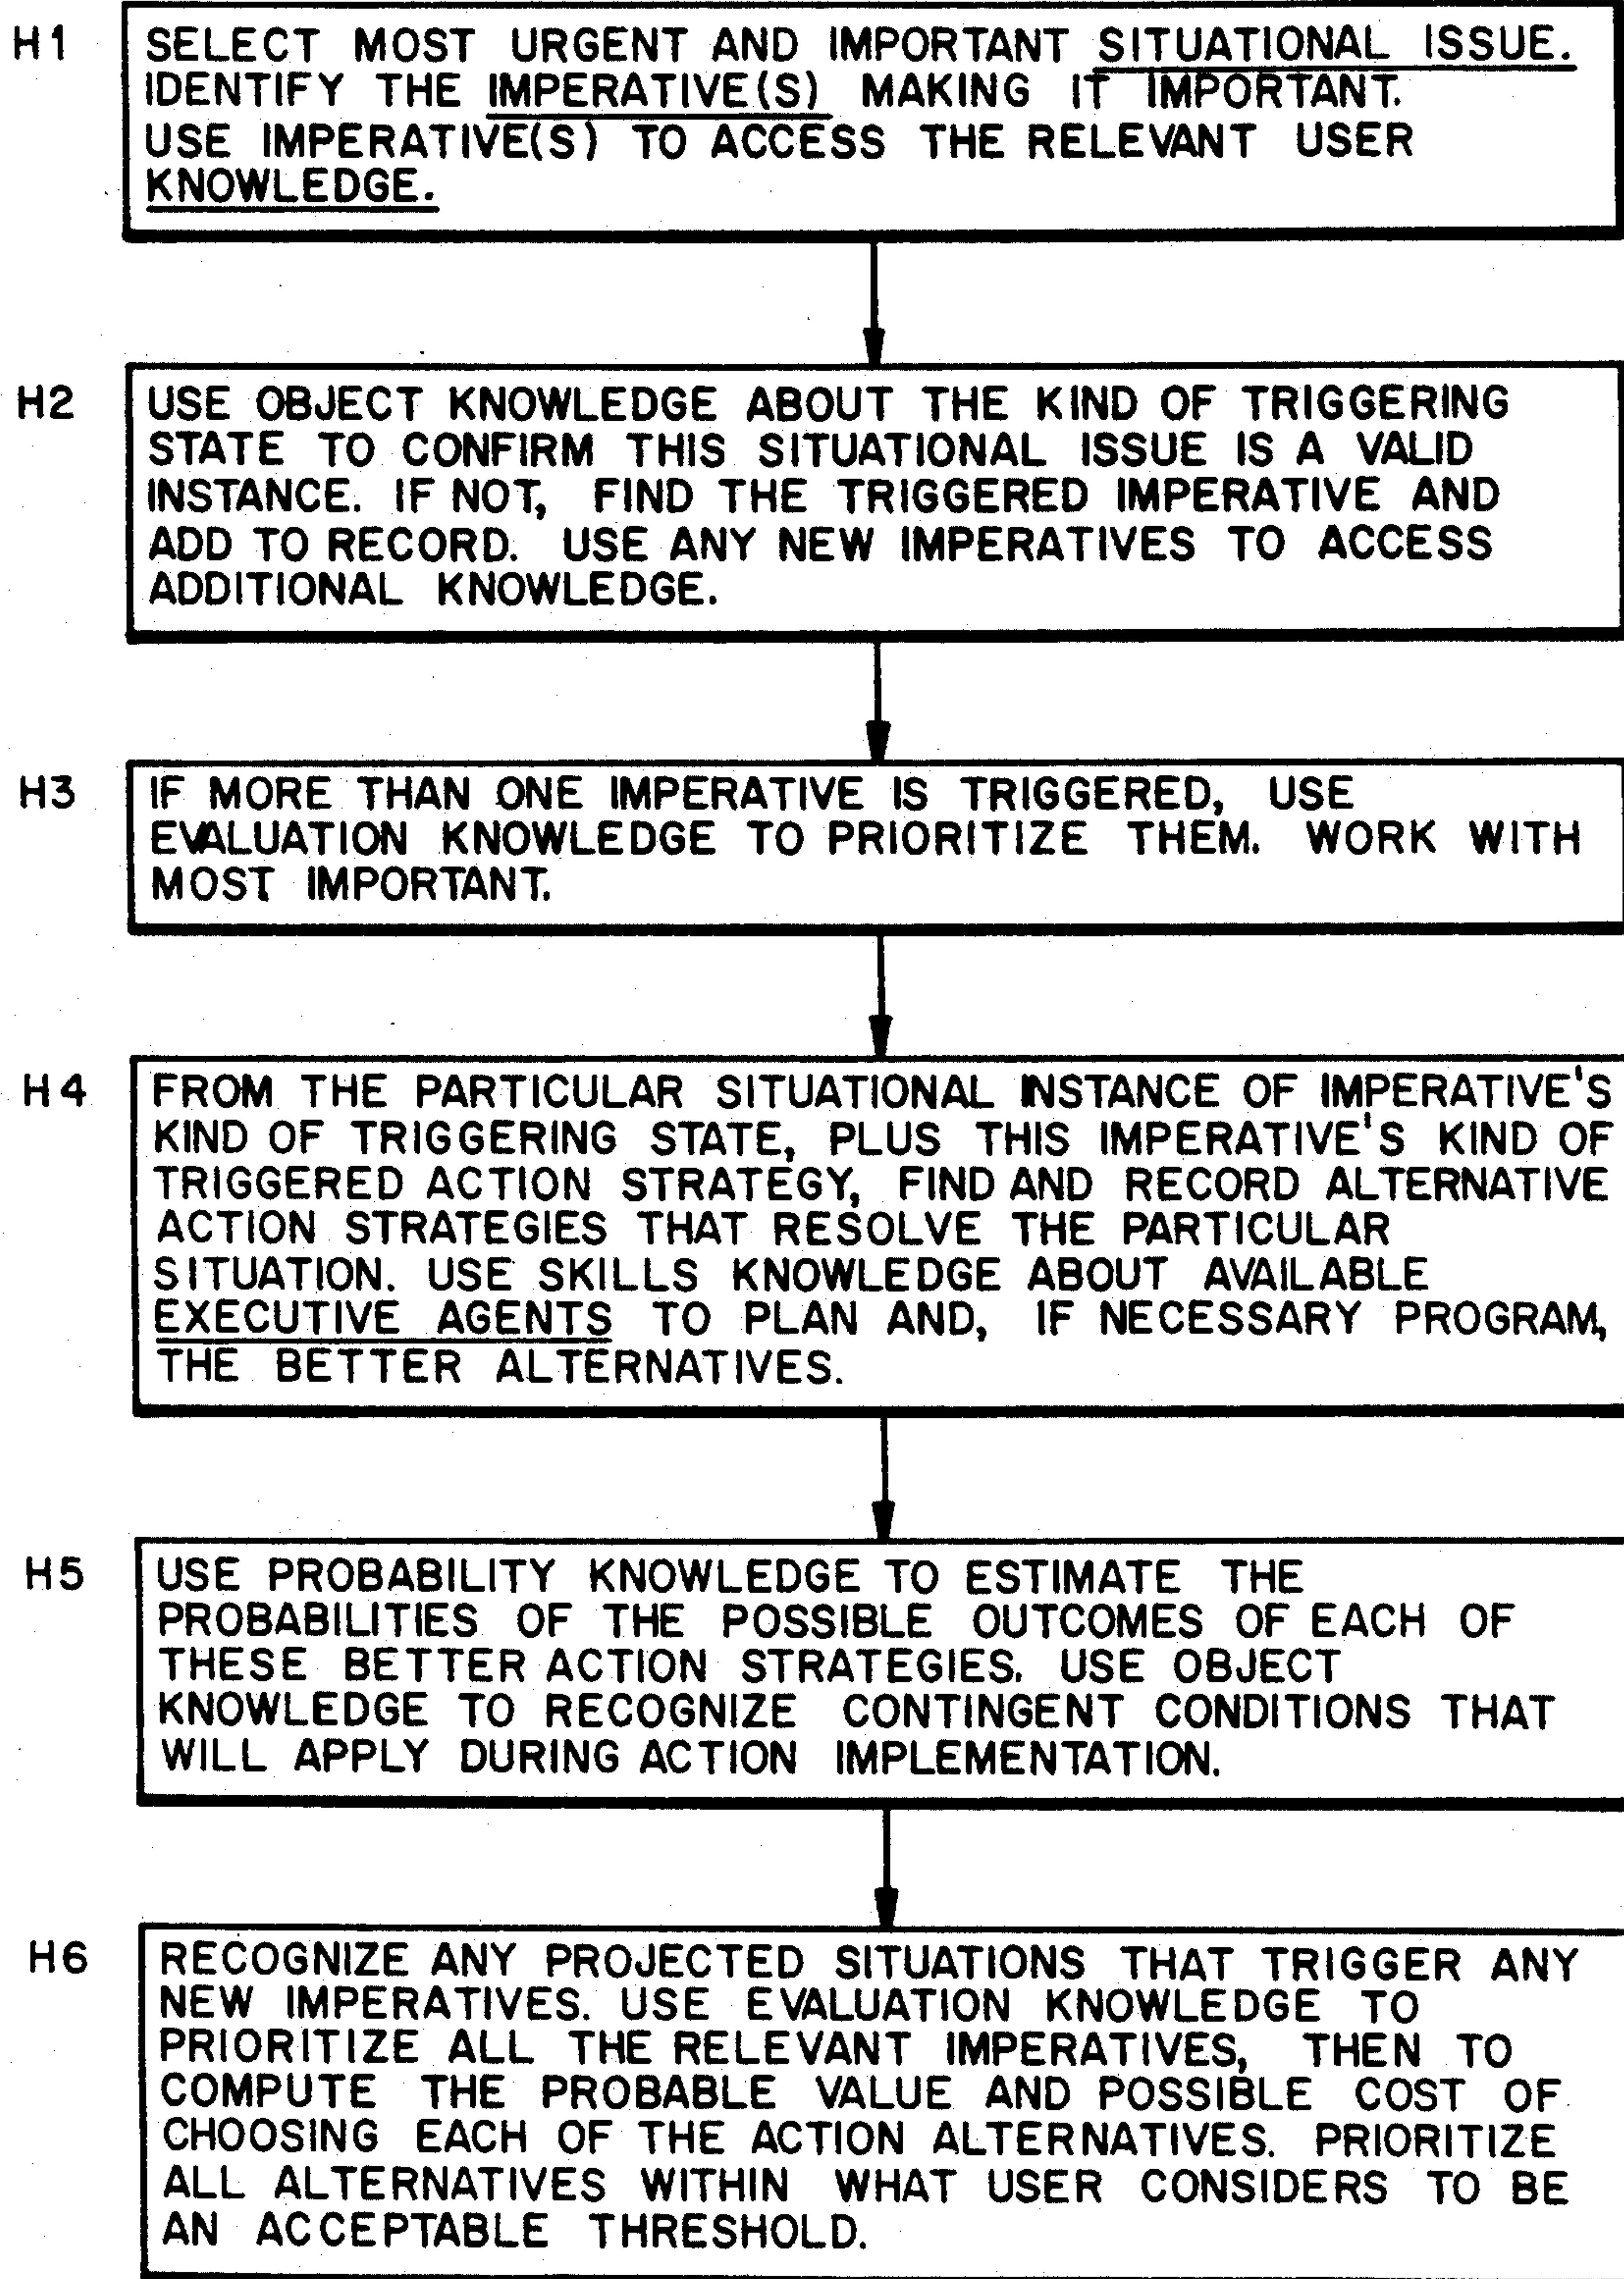 H1
SELECT MOST URGENT AND IMPORTANT SITUATIONAL ISSUE.
IDENTIFY THE IMPERATIVE(S) MAKING IT IMPORTANT.
USE IMPERATIVE(S) TO ACCESS THE RELEVANT USER
KNOWLEDGE.
H2
USE OBJECT KNOWLEDGE ABOUT THE KIND OF TRIGGERING
STATE TO CONFIRM THIS SITUATIONAL ISSUE IS A VALID
INSTANCE. IF NOT, FIND THE TRIGGERED IMPERATIVE AND
ADD TO RECORD. USE ANY NEW IMPERATIVES TO ACCESS
ADDITIONAL KNOWLEDGE.
H3
IF MORE THAN ONE IMPERATIVE IS TRIGGERED, USE
EVALUATION KNOWLEDGE TO PRIORITIZE THEM. WORK WITH
MOST IMPORTANT.
H4
FROM THE PARTICULAR SITUATIONAL INSTANCE OF IMPERATIVE'S
KIND OF TRIGGERING STATE, PLUS THIS IMPERATIVE'S KIND OF
TRIGGERED ACTION STRATEGY, FIND AND RECORD ALTERNATIVE
ACTION STRATEGIES THAT RESOLVE THE PARTICULAR
SITUATION. USE SKILLS KNOWLEDGE ABOUT AVAILABLE
EXECUTIVE AGENTS TO PLAN AND, IF NECESSARY PROGRAM,
THE BETTER ALTERNATIVES.
H5
USE PROBABILITY KNOWLEDGE TO ESTIMATE THE
PROBABILITIES OF THE POSSIBLE OUTCOMES OF EACH OF
THESE BETTER ACTION STRATEGIES. USE OBJECT
KNOWLEDGE TO RECOGNIZE CONTINGENT CONDITIONS THAT
WILL APPLY DURING ACTION IMPLEMENTATION.
H6
RECOGNIZE ANY PROJECTED SITUATIONS THAT TRIGGER ANY
NEW IMPERATIVES. USE EVALUATION KNOWLEDGE TO
PRIORITIZE ALL THE RELEVANT IMPERATIVES, THEN TO
COMPUTE THE PROBABLE VALUE AND POSSIBLE COST OF
CHOOSING EACH OF THE ACTION ALTERNATIVES. PRIORITIZE
ALL ALTERNATIVES WITHIN WHAT USER CONSIDERS TO BE
AN ACCEPTABLE THRESHOLD.